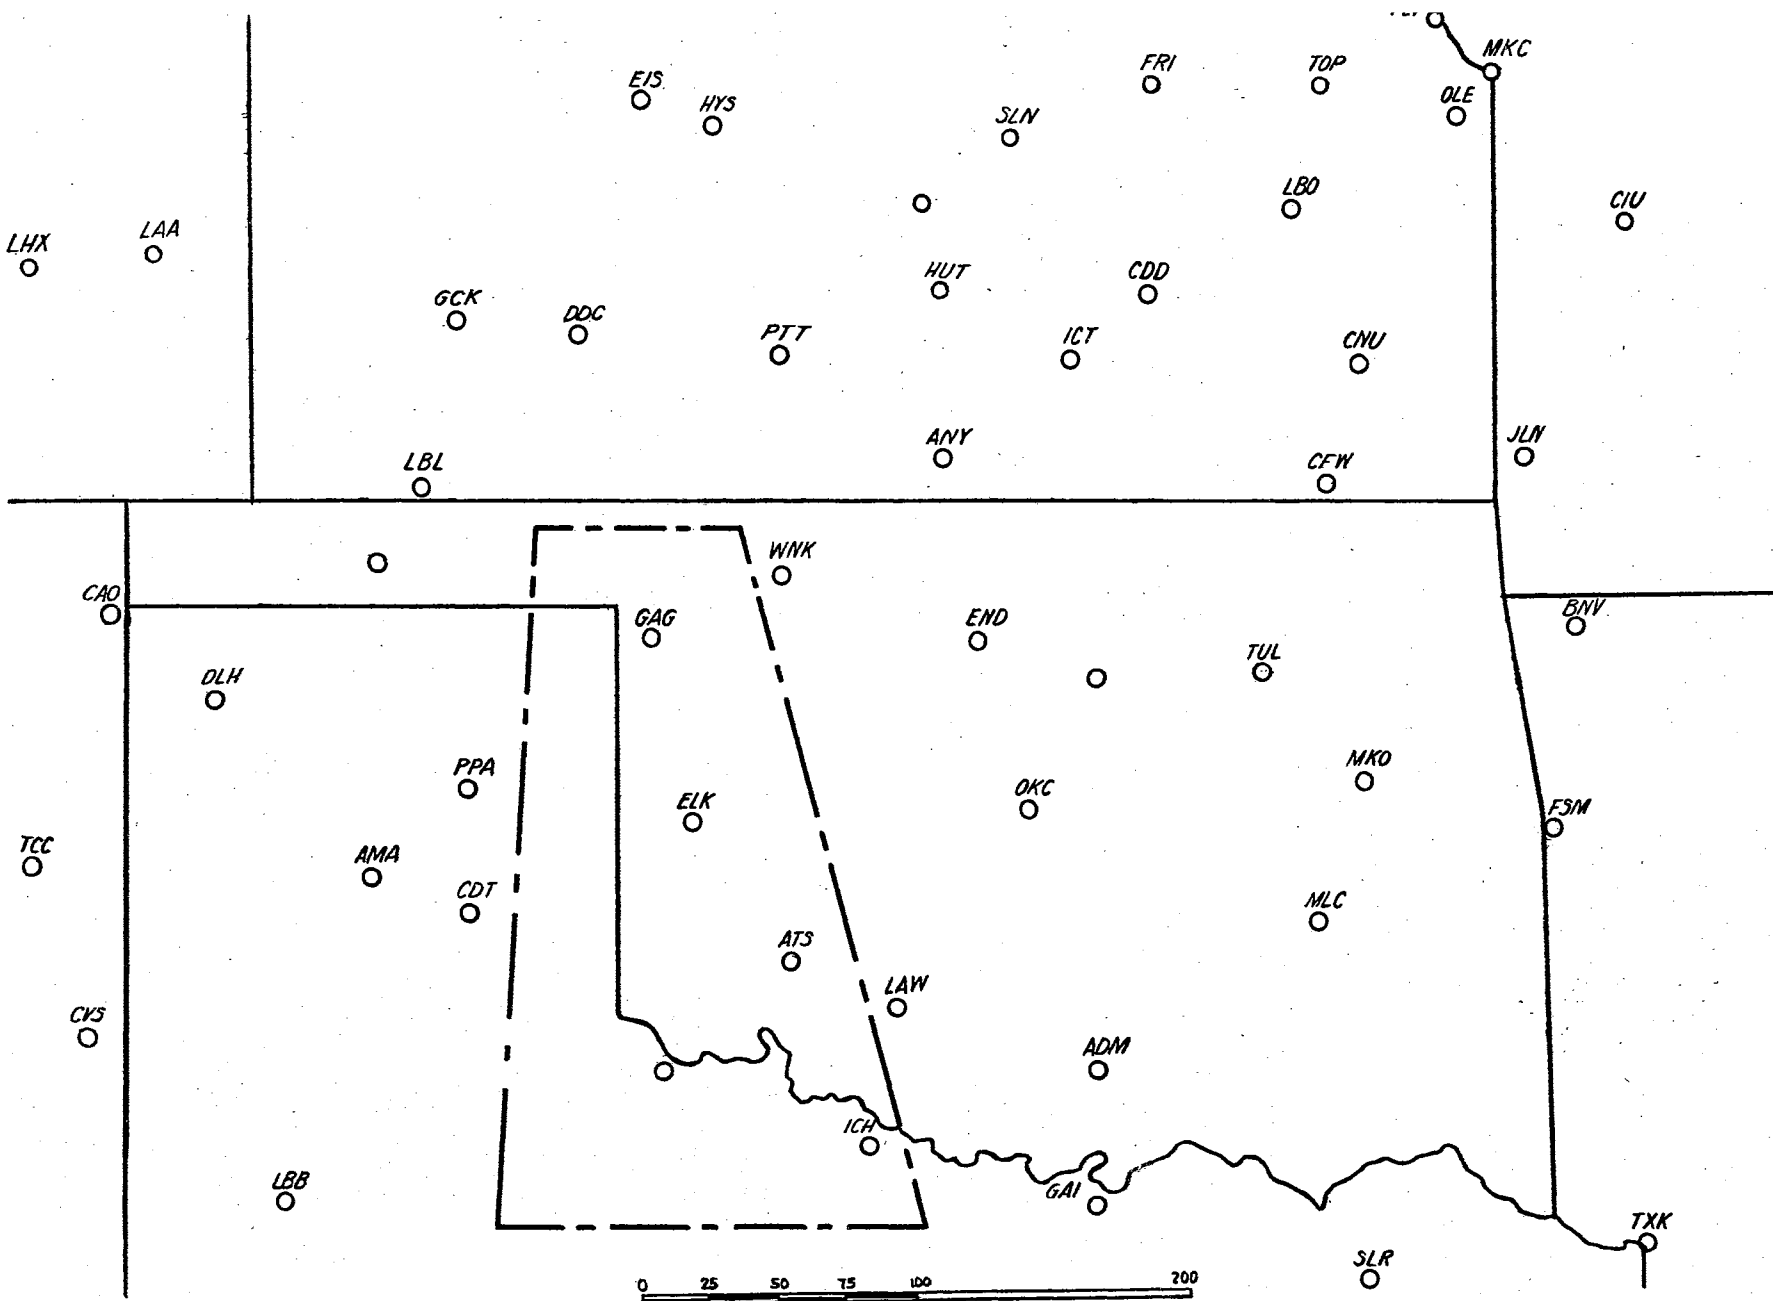 MKC
EIS
HYS
FRI
TOP
OLE
SLN
LBO
CIU
LHX
LAA
GCK
DDC
PTT
HUT
CDD
ICT
CNU
ANY
LBL
CFW
JLN
WNK
CAO
GAG
END
BNV
DLH
TUL
PPA
ELK
OKC
MKO
FSM
TCC
AMA
CDT
MLC
ATS
LAW
CVS
ADM
ICH
LBB
GAI
TXK
SLR
0 25 50 75 100 200